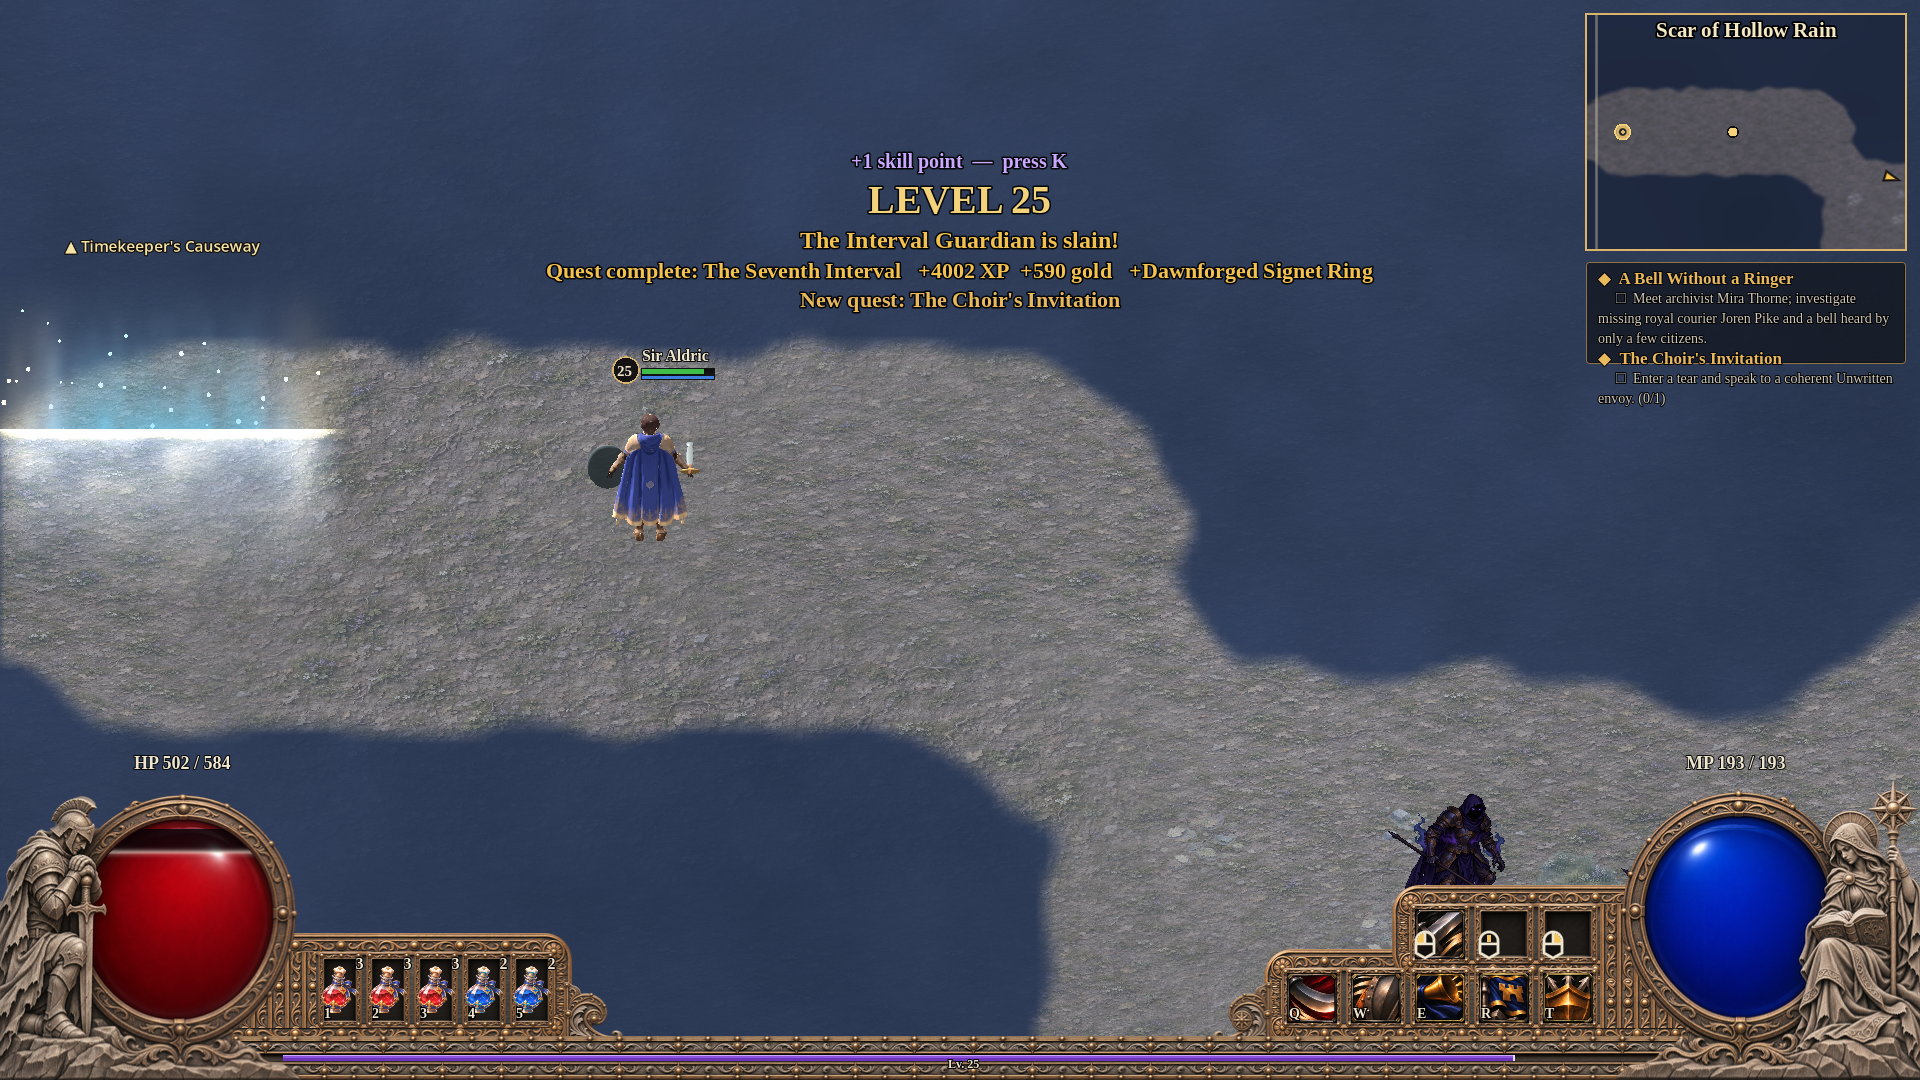 Scar of Hollow Rain
+1 skill point — press K
LEVEL 25
The Interval Guardian is slain!
Quest complete: The Seventh Interval +4002 XP +590 gold +Dawnforged Signet Ring
New quest: The Choir's Invitation
▲ Timekeeper's Causeway
◆ A Bell Without a Ringer
☐ Meet archivist Mira Thorne; investigate
missing royal courier Joren Pike and a bell heard by
only a few citizens.
◆ The Choir's Invitation
☐ Enter a tear and speak to a coherent Unwritten
envoy. (0/1)
Sir Aldric
25
HP 502 / 584
MP 193 / 193
3 3 3 2 2
1 2 3 4 5
Q W E R T
Lv. 25